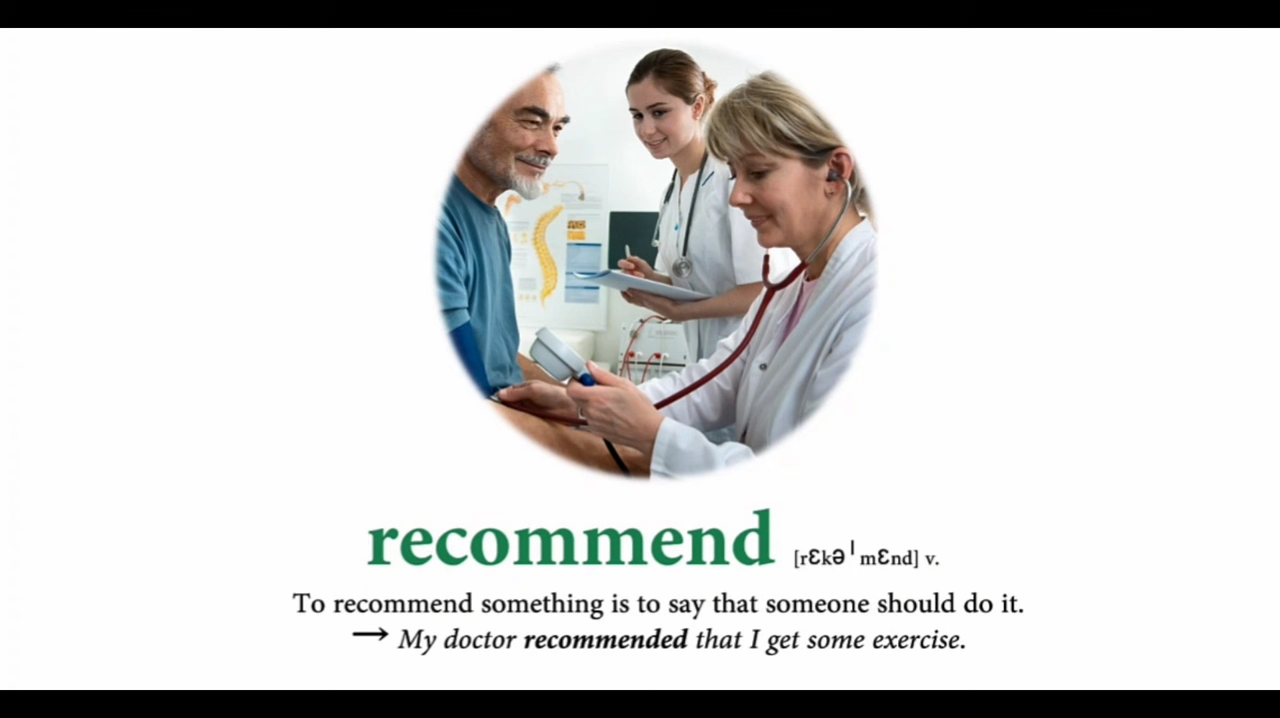 recommend [rɛkəˈmɛnd] v.
To recommend something is to say that someone should do it.
→ My doctor recommended that I get some exercise.